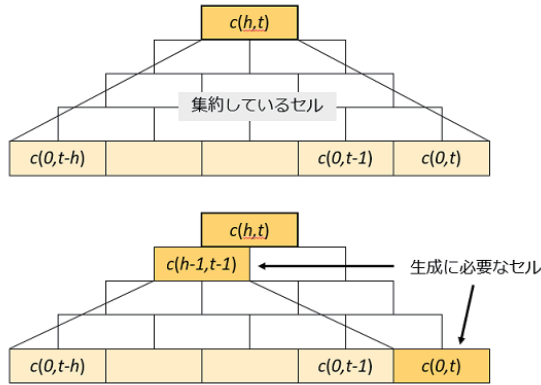 c(h,t)
集約しているセル
c(0,t-h)
c(0,t-1)
c(0,t)
c(h,t)
c(h-1,t-1)
生成に必要なセル
c(0,t-h)
c(0,t-1)
c(0,t)